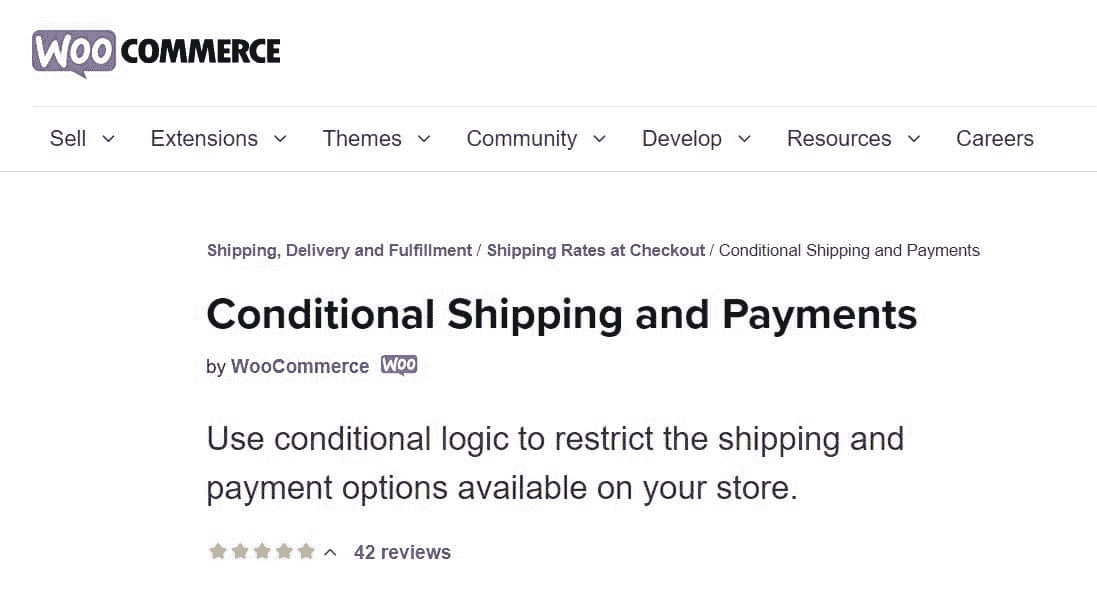 WOO COMMERCE
Sell Extensions Themes Community Develop Resources Careers
Shipping, Delivery and Fulfillment / Shipping Rates at Checkout / Conditional Shipping and Payments
Conditional Shipping and Payments
by WooCommerce WOO
Use conditional logic to restrict the shipping and
payment options available on your store.
42 reviews